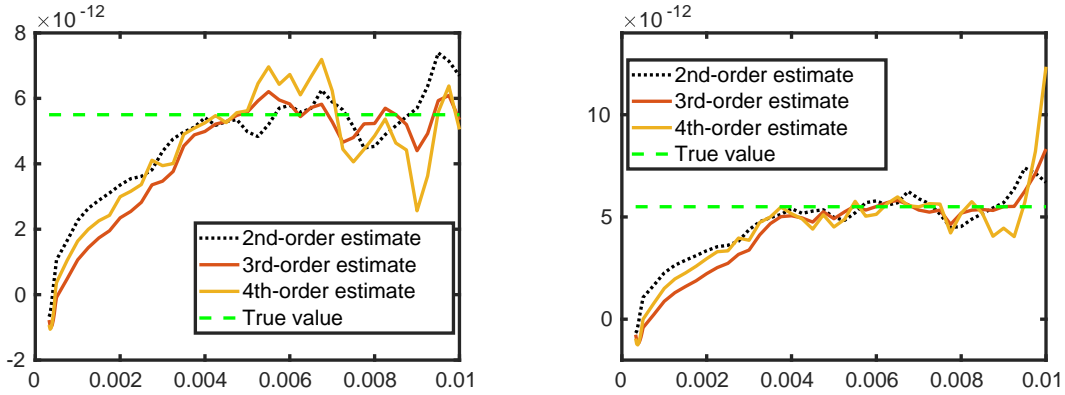 ×10⁻¹²
8
6
4
2
0
-2
2nd-order estimate
3rd-order estimate
4th-order estimate
True value
0 0.002 0.004 0.006 0.008 0.01
×10⁻¹²
10
5
0
2nd-order estimate
3rd-order estimate
4th-order estimate
True value
0 0.002 0.004 0.006 0.008 0.01